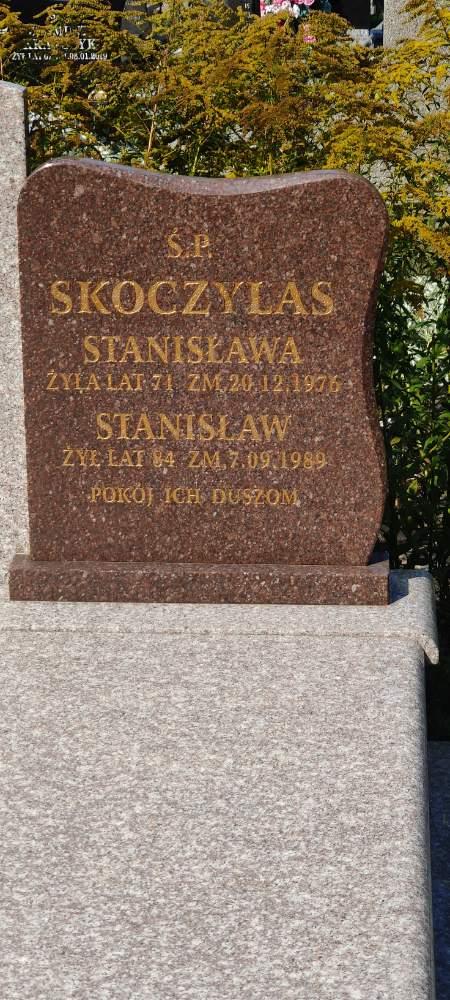 Ś.P.
SKOCZYLAS
STANISŁAWA
ŻYŁA LAT 71 ZM.20.12.1976
STANISŁAW
ŻYŁ LAT 84 ZM.7.09.1989
POKÓJ ICH DUSZOM